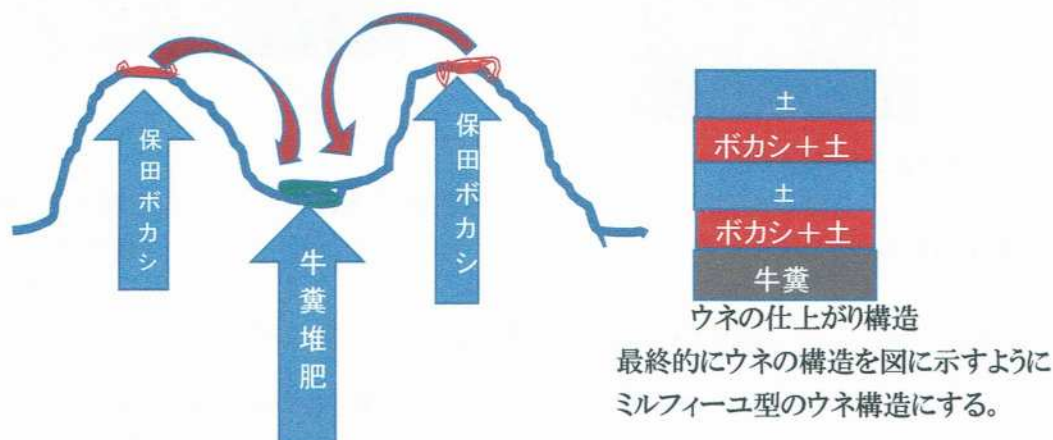 保田ボカシ
牛糞堆肥
保田ボカシ
土
ボカシ＋土
土
ボカシ＋土
牛糞
ウネの仕上がり構造
最終的にウネの構造を図に示すように
ミルフィーユ型のウネ構造にする。